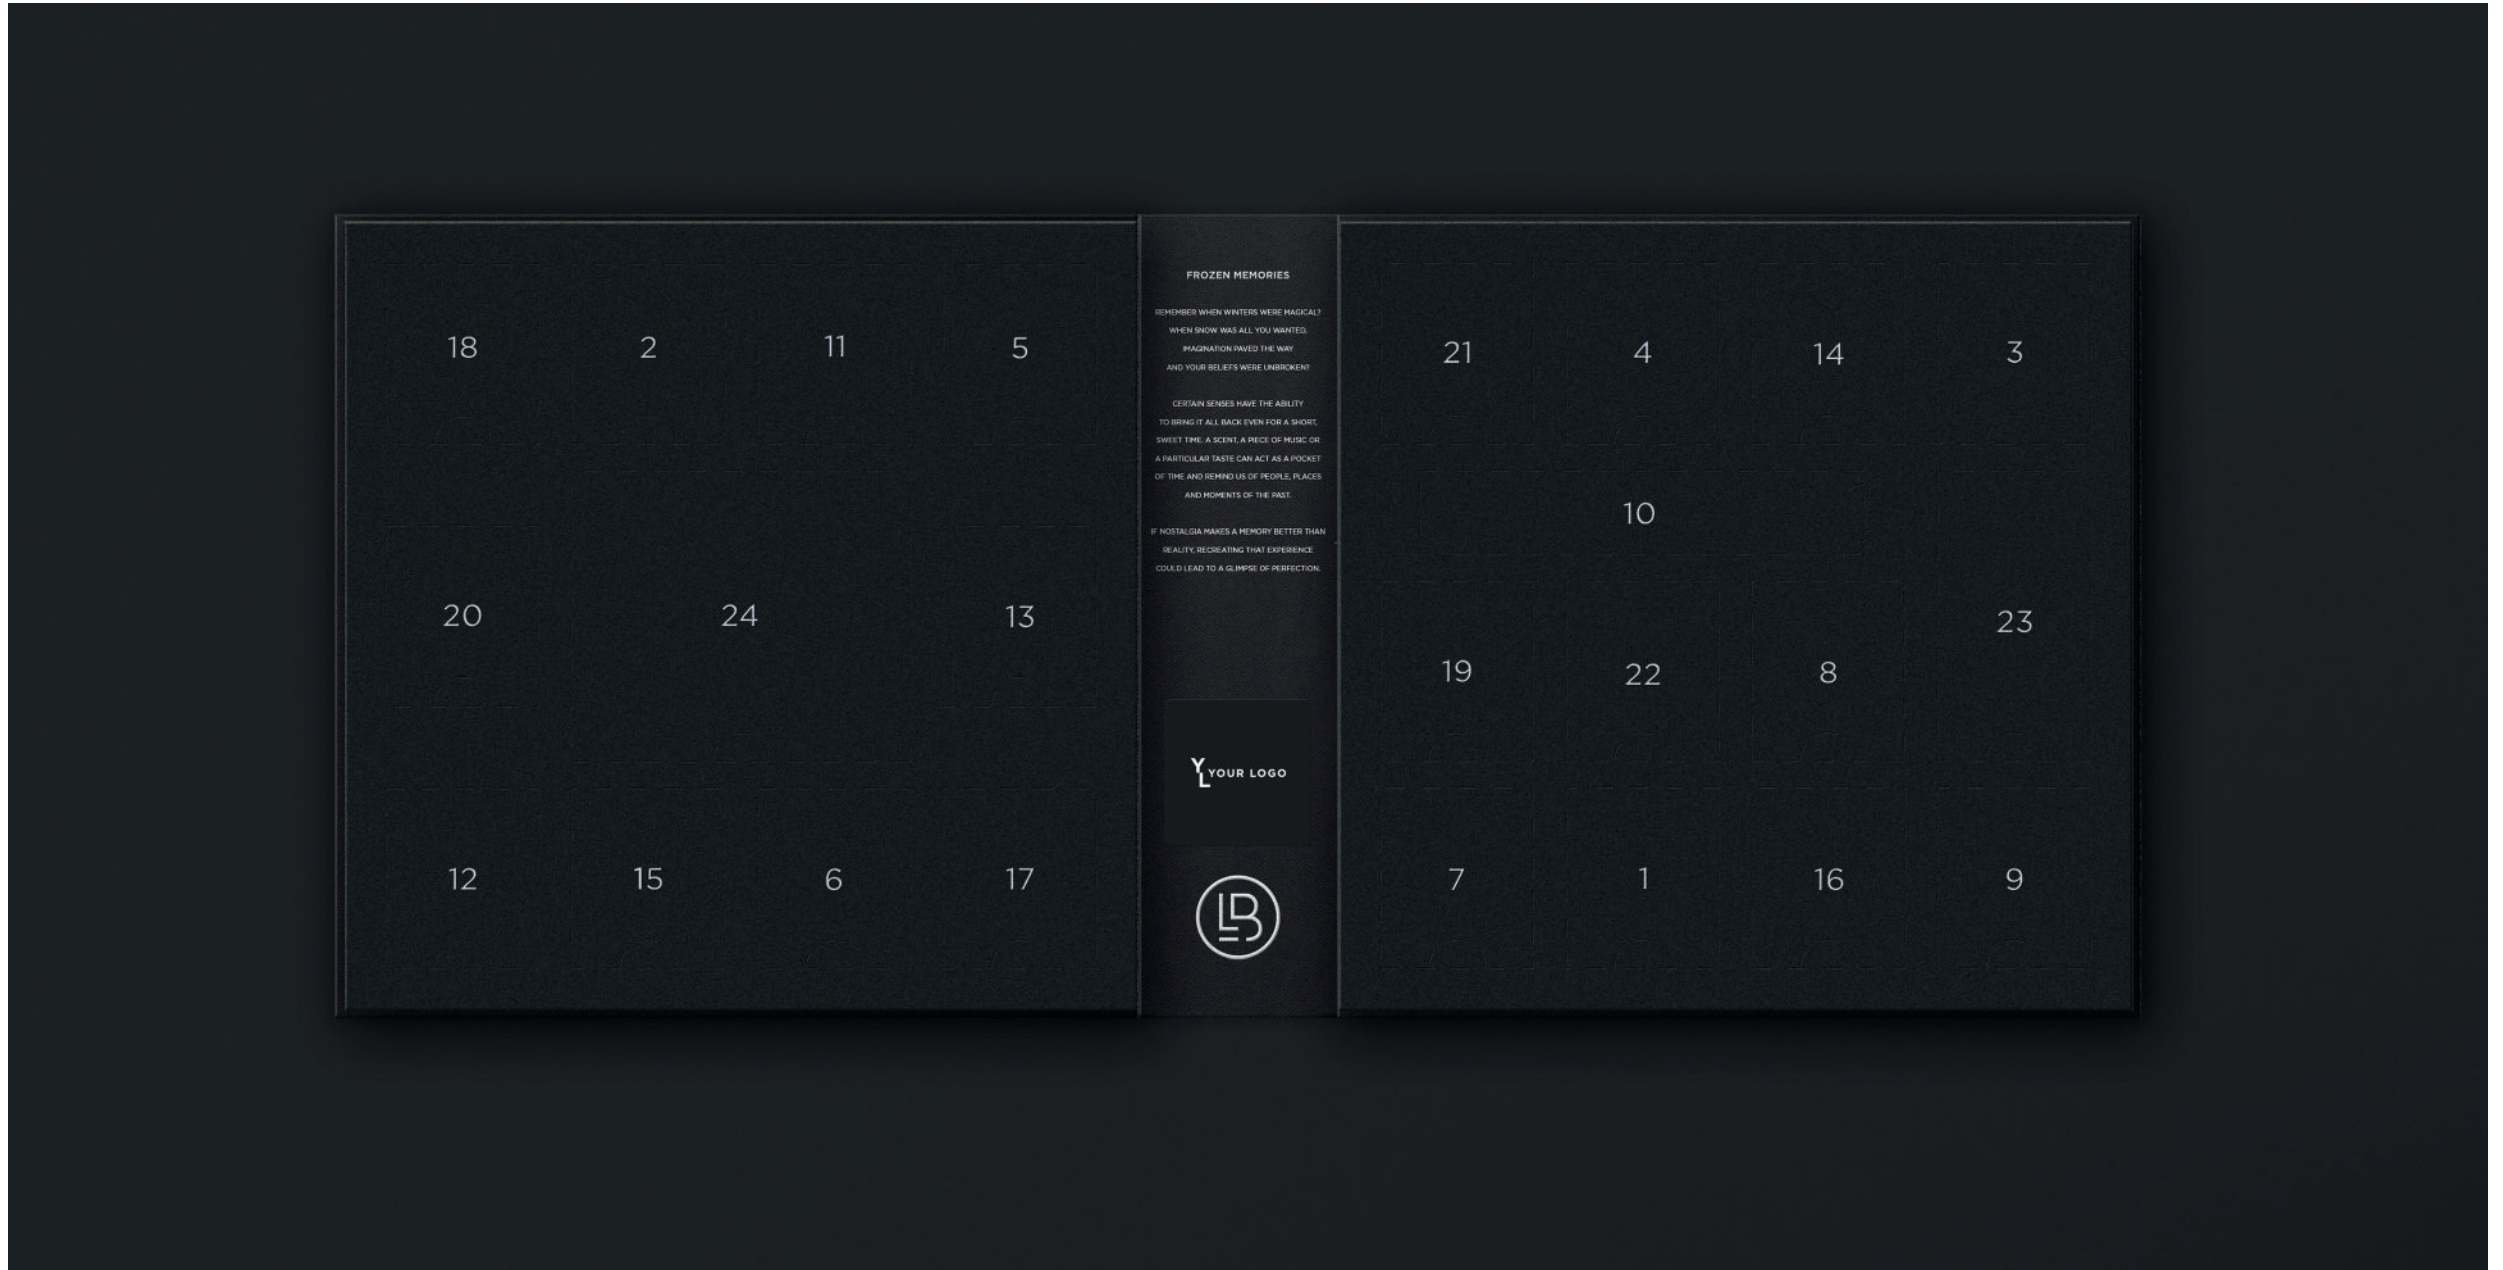 18 2 11 5
20 24 13
12 15 6 17
FROZEN MEMORIES
REMEMBER WHEN WINTERS WERE MAGICAL?
WHEN SNOW WAS ALL YOU WANTED,
IMAGINATION PAVED THE WAY
AND YOUR BELIEFS WERE UNBROKEN?
CERTAIN SENSES HAVE THE ABILITY
TO BRING IT ALL BACK EVEN FOR A SHORT,
SWEET TIME. A SCENT, A PIECE OF MUSIC OR
A PARTICULAR TASTE CAN ACT AS A POCKET
OF TIME AND REMIND US OF PEOPLE, PLACES
AND MOMENTS OF THE PAST.
IF NOSTALGIA MAKES A MEMORY BETTER THAN
REALITY, RECREATING THAT EXPERIENCE
COULD LEAD TO A GLIMPSE OF PERFECTION.
YL YOUR LOGO
LB
21 4 14 3
10
23
19 22 8
7 1 16 9